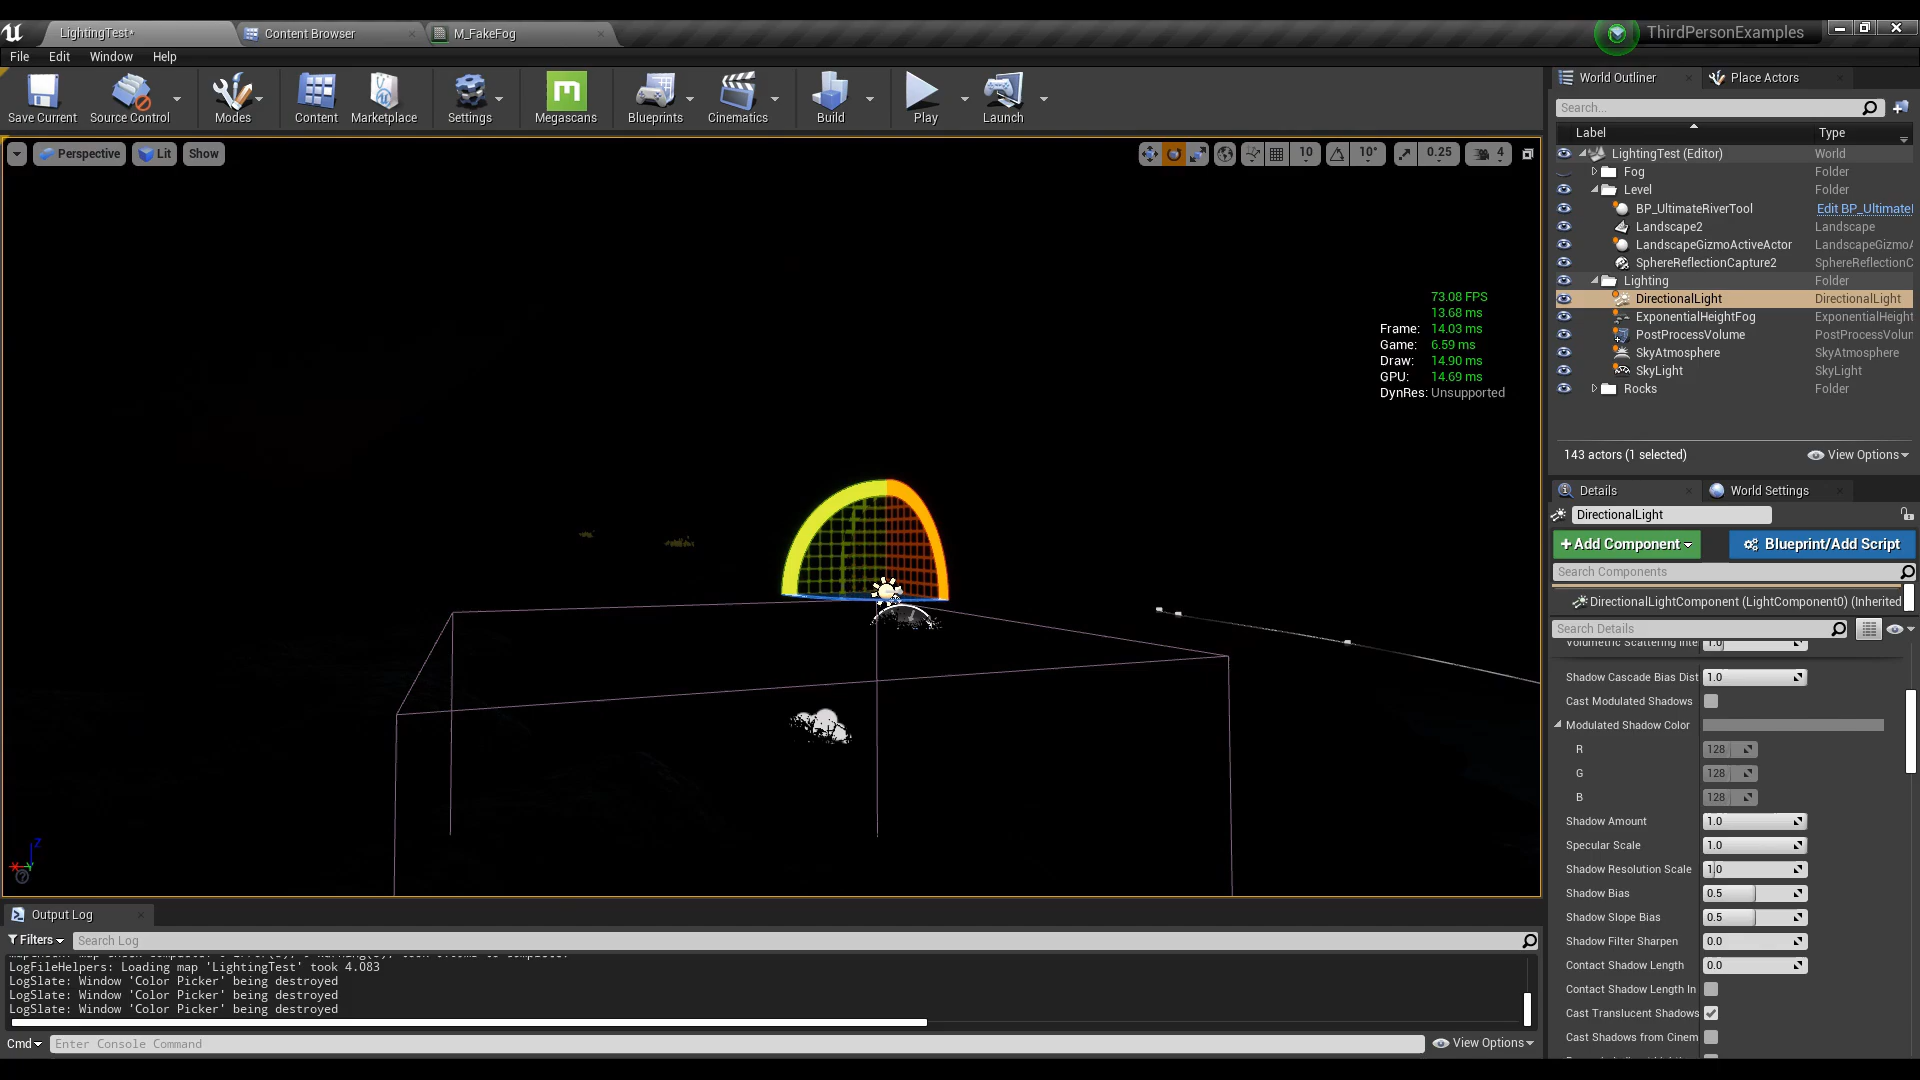 LightingTest*
Content Browser
M_FakeFog
ThirdPersonExamples
File
Edit
Window
Help
Save Current
Source Control
Modes
Content
Marketplace
Settings
Megascans
Blueprints
Cinematics
Build
Play
Launch
Perspective
Lit
Show
10
10°
0.25
4
73.08 FPS
13.68 ms
Frame: 14.03 ms
Game: 6.59 ms
Draw: 14.90 ms
GPU: 14.69 ms
DynRes: Unsupported
Output Log
Filters
Search Log
LogFileHelpers: Loading map 'LightingTest' took 4.083
LogSlate: Window 'Color Picker' being destroyed
LogSlate: Window 'Color Picker' being destroyed
LogSlate: Window 'Color Picker' being destroyed
Cmd
Enter Console Command
View Options
World Outliner
Place Actors
Search...
Label
Type
LightingTest (Editor) World
Fog Folder
Level Folder
BP_UltimateRiverTool Edit BP_Ultimate
Landscape2 Landscape
LandscapeGizmoActiveActor LandscapeGizmoA
SphereReflectionCapture2 SphereReflectionC
Lighting Folder
DirectionalLight DirectionalLight
ExponentialHeightFog ExponentialHeight
PostProcessVolume PostProcessVolun
SkyAtmosphere SkyAtmosphere
SkyLight SkyLight
Rocks Folder
143 actors (1 selected)
View Options
Details
World Settings
DirectionalLight
+Add Component
Blueprint/Add Script
Search Components
DirectionalLightComponent (LightComponent0) (Inherited
Search Details
Volumetric Scattering Inte 1.0
Shadow Cascade Bias Dist 1.0
Cast Modulated Shadows
Modulated Shadow Color
R 128
G 128
B 128
Shadow Amount 1.0
Specular Scale 1.0
Shadow Resolution Scale 1.0
Shadow Bias 0.5
Shadow Slope Bias 0.5
Shadow Filter Sharpen 0.0
Contact Shadow Length 0.0
Contact Shadow Length In
Cast Translucent Shadows
Cast Shadows from Cinem